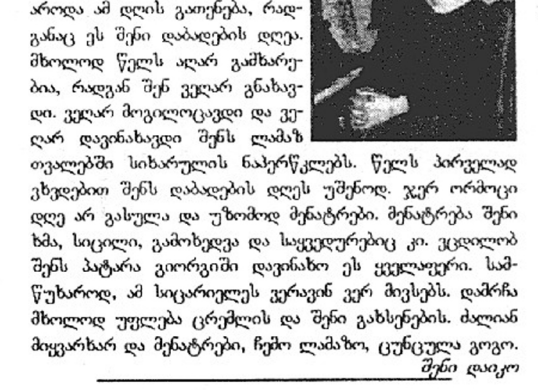 აროდა ამ დღის გათენება, რად-
განაც ეს შენი დაბადების დღეა.
მხოლოდ წელს აღარ გამხარე-
ბია, რადგან შენ ვეღარ გნახავ-
დი. ვეღარ მოგილოცავდი და ვე-
ღარ დავინახავდი შენს ლამაზ
თვალებში სიხარულის ნაპერწკლებს. წელს პირველად
ვხვდებით შენს დაბადების დღეს უშენოდ. ჯერ ორმოცი
დღე არ გასულა და უზომოდ მენატრები. მენატრება შენი
ხმა, სიცილი, გამოხედვა და საყვედურებიც კი. ვცდილობ
შენს პატარა გიორგიში დავინახო ეს ყველაფერი. სამ-
წუხაროდ, ამ სიცარიელეს ვერავინ ვერ მივსებს. დამრჩა
მხოლოდ უფლება ცრემლის და შენი გახსენების. ძალიან
მიყვარხარ და მენატრები, ჩემო ლამაზო, ცუნცულა გოგო.
შენი დაიკო